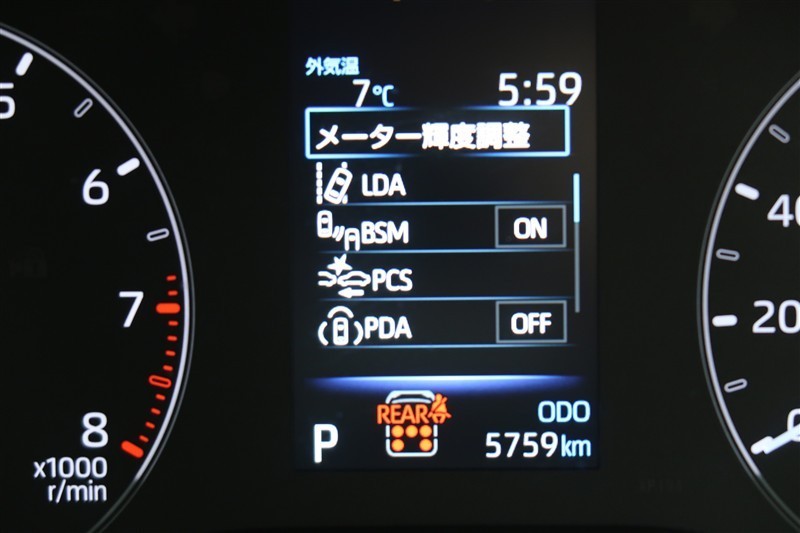 外気温
7℃ 5:59
メーター輝度調整
LDA
BSM ON
PCS
PDA OFF
REAR
P
ODO
5759km
5
6
7
8
x1000
r/min
40
20
0